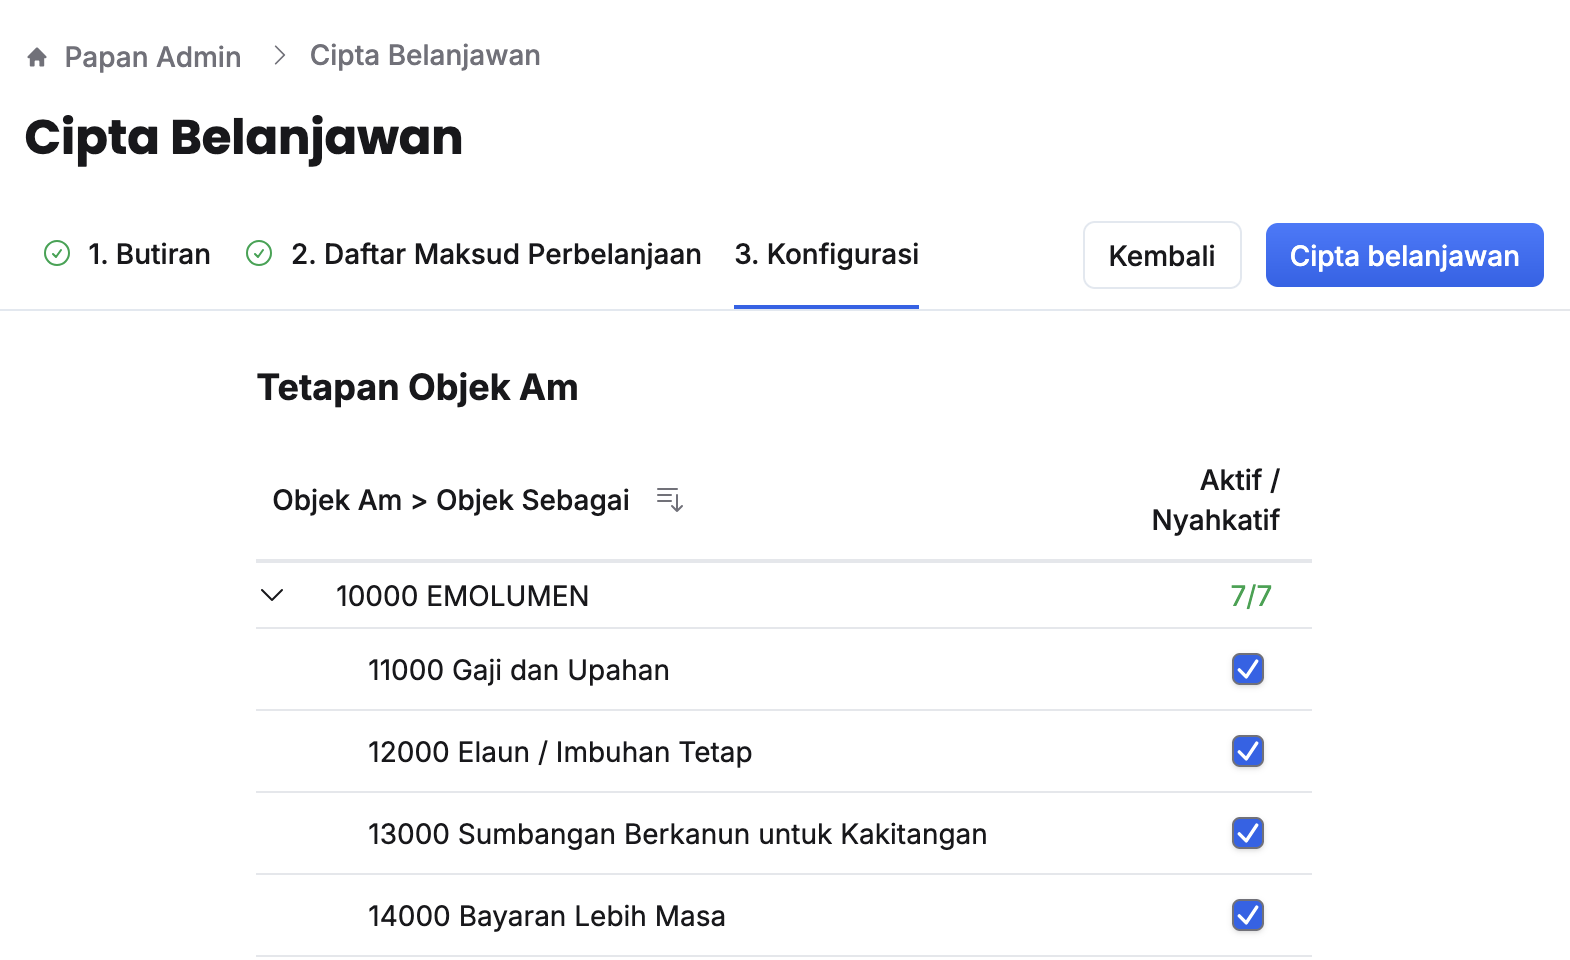 Papan Admin > Cipta Belanjawan
Cipta Belanjawan
1. Butiran 2. Daftar Maksud Perbelanjaan 3. Konfigurasi Kembali Cipta belanjawan
Tetapan Objek Am
Objek Am > Objek Sebagai
Aktif /
Nyahkatif
10000 EMOLUMEN 7/7
11000 Gaji dan Upahan
12000 Elaun / Imbuhan Tetap
13000 Sumbangan Berkanun untuk Kakitangan
14000 Bayaran Lebih Masa